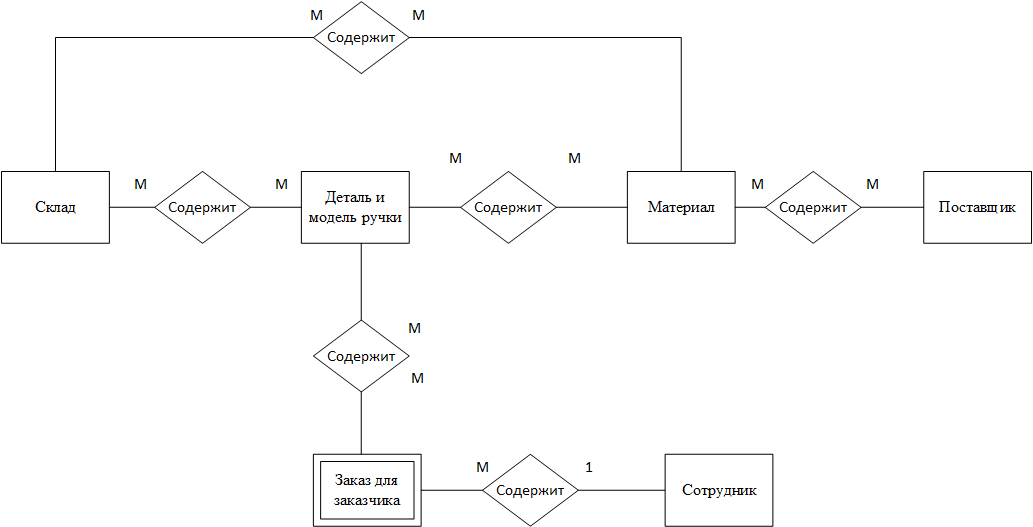 М М
Содержит
М М М М М М
Склад Содержит Деталь и модель ручки Содержит Материал Содержит Поставщик
М
Содержит
М
М 1
Заказ для заказчика Содержит Сотрудник